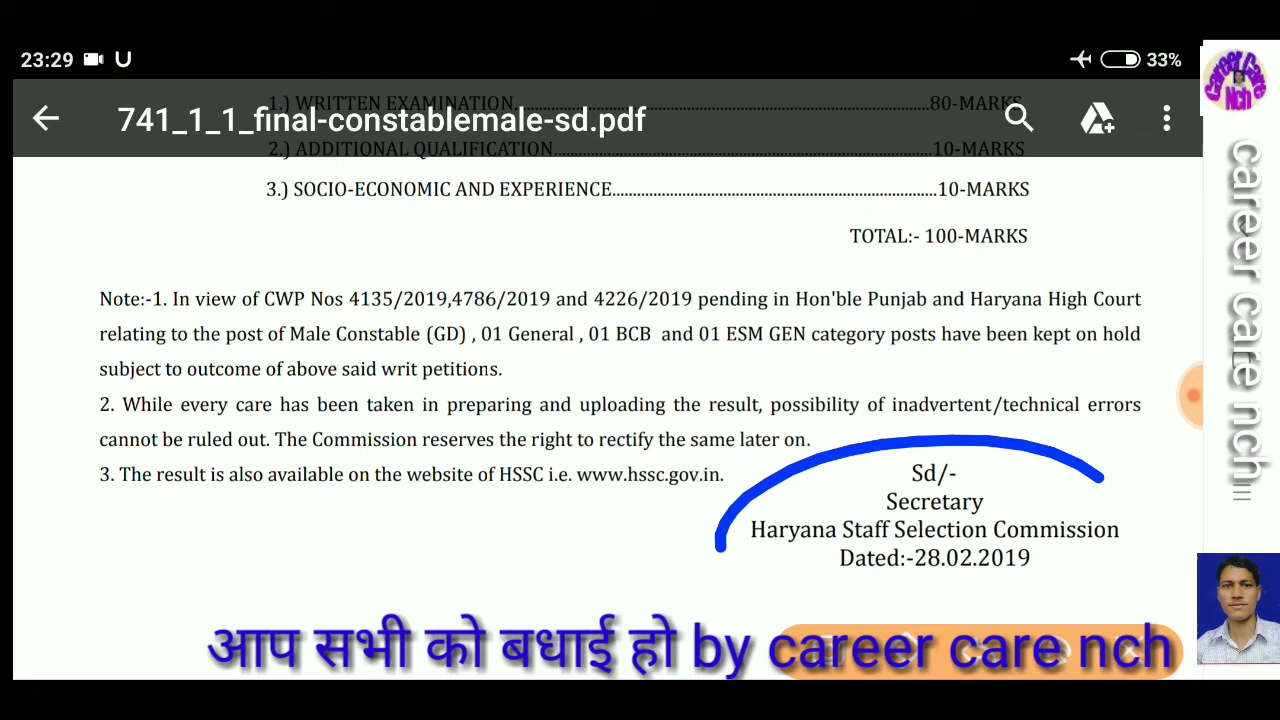 23:29 U 33%
741_1_1_final-constablemale-sd.pdf
1.) WRITTEN EXAMINATION..........80-MARKS
2.) ADDITIONAL QUALIFICATION..........10-MARKS
3.) SOCIO-ECONOMIC AND EXPERIENCE..........10-MARKS
TOTAL:- 100-MARKS
Note:-1. In view of CWP Nos 4135/2019,4786/2019 and 4226/2019 pending in Hon'ble Punjab and Haryana High Court
relating to the post of Male Constable (GD) , 01 General , 01 BCB and 01 ESM GEN category posts have been kept on hold
subject to outcome of above said writ petitions.
2. While every care has been taken in preparing and uploading the result, possibility of inadvertent/technical errors
cannot be ruled out. The Commission reserves the right to rectify the same later on.
3. The result is also available on the website of HSSC i.e. www.hssc.gov.in.
Sd/-
Secretary
Haryana Staff Selection Commission
Dated:-28.02.2019
आप सभी को बधाई हो by career care nch
Career Care
Nch
career care nch